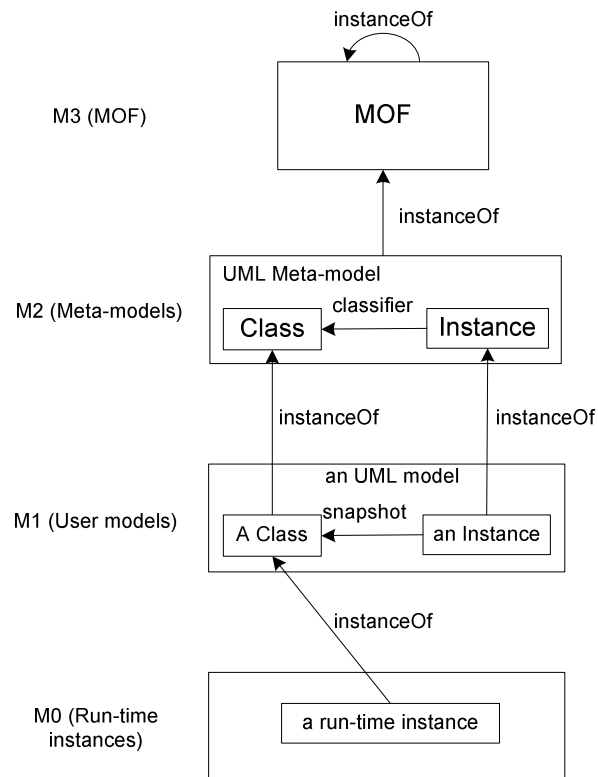 instanceOf
M3 (MOF)
MOF
instanceOf
UML Meta-model
M2 (Meta-models)
classifier
Class
Instance
instanceOf
instanceOf
an UML model
M1 (User models)
snapshot
A Class
an Instance
instanceOf
M0 (Run-time
instances)
a run-time instance